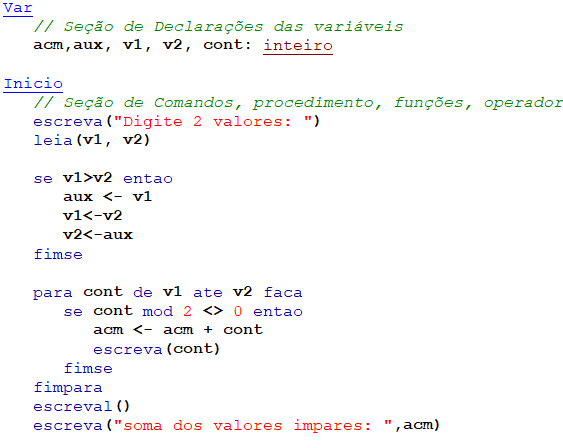 Var
// Seção de Declarações das variáveis
acm,aux, v1, v2, cont: inteiro
Inicio
// Seção de Comandos, procedimento, funções, operador
escreva("Digite 2 valores: ")
leia(v1, v2)
se v1>v2 entao
aux <- v1
v1<-v2
v2<-aux
fimse
para cont de v1 ate v2 faca
se cont mod 2 <> 0 entao
acm <- acm + cont
escreva(cont)
fimse
fimpara
escreval()
escreva("soma dos valores impares: ",acm)